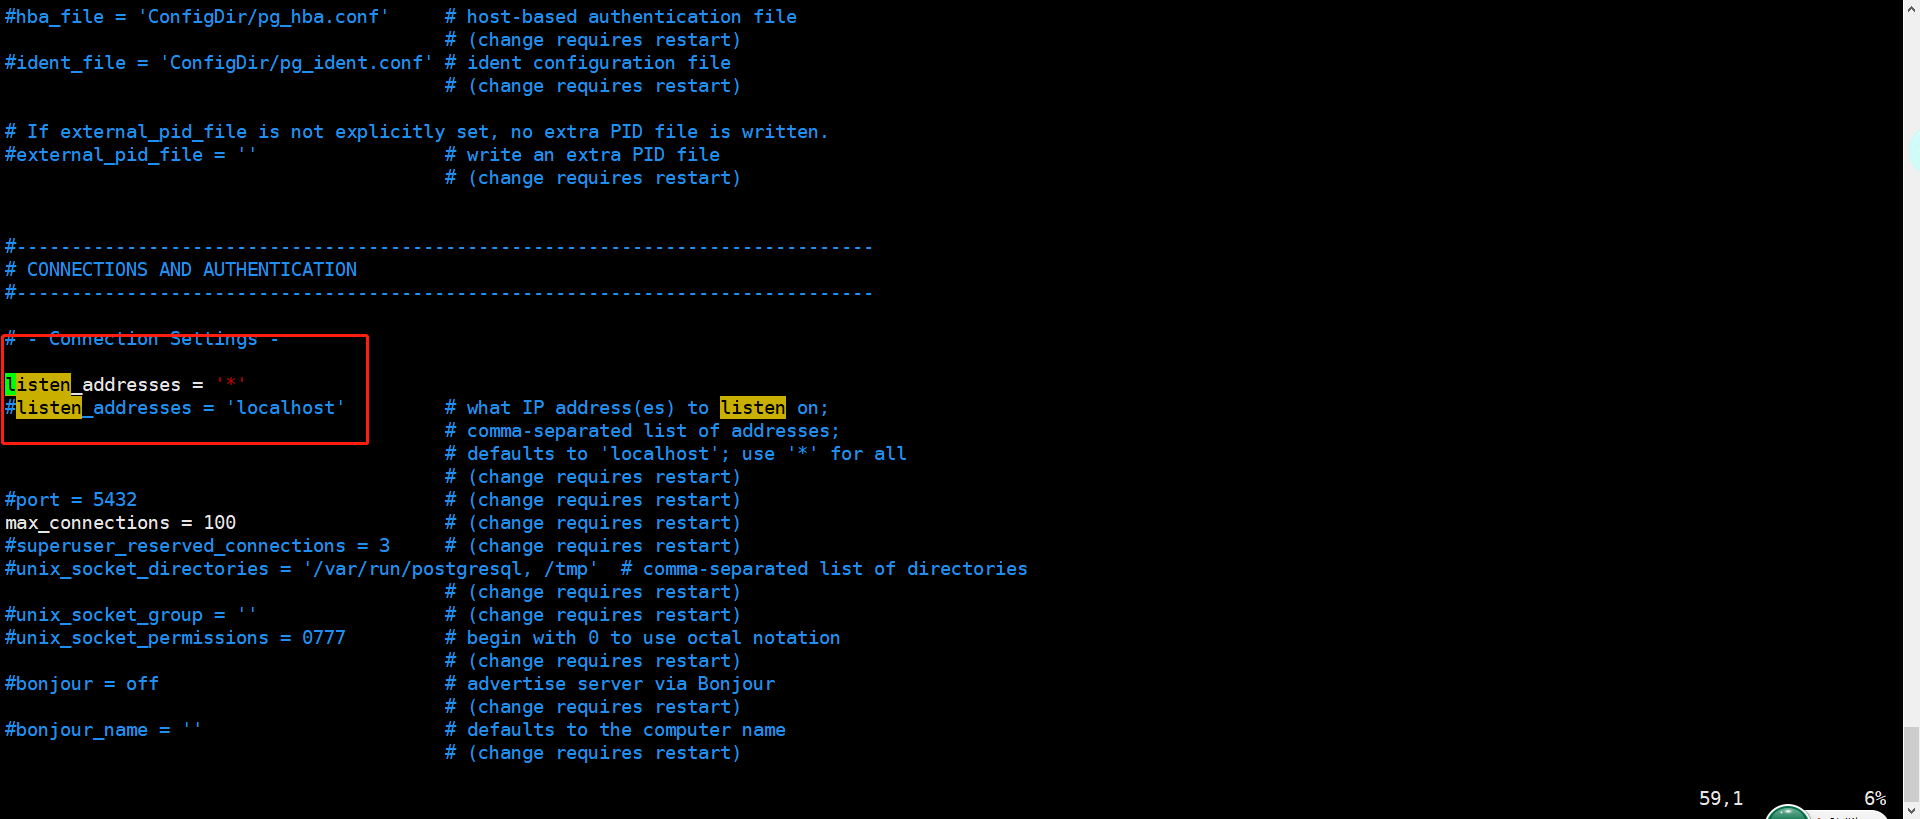 #hba_file = 'ConfigDir/pg_hba.conf'     # host-based authentication file
                                        # (change requires restart)
#ident_file = 'ConfigDir/pg_ident.conf' # ident configuration file
                                        # (change requires restart)

# If external_pid_file is not explicitly set, no extra PID file is written.
#external_pid_file = ''                 # write an extra PID file
                                        # (change requires restart)


#------------------------------------------------------------------------------
# CONNECTIONS AND AUTHENTICATION
#------------------------------------------------------------------------------

# - Connection Settings -

listen_addresses = '*'
#listen_addresses = 'localhost'         # what IP address(es) to listen on;
                                        # comma-separated list of addresses;
                                        # defaults to 'localhost'; use '*' for all
                                        # (change requires restart)
#port = 5432                            # (change requires restart)
max_connections = 100                   # (change requires restart)
#superuser_reserved_connections = 3     # (change requires restart)
#unix_socket_directories = '/var/run/postgresql, /tmp'  # comma-separated list of directories
                                        # (change requires restart)
#unix_socket_group = ''                 # (change requires restart)
#unix_socket_permissions = 0777         # begin with 0 to use octal notation
                                        # (change requires restart)
#bonjour = off                          # advertise server via Bonjour
                                        # (change requires restart)
#bonjour_name = ''                      # defaults to the computer name
                                        # (change requires restart)
59,1 6%